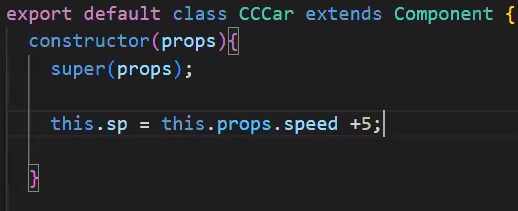 export default class CCCar extends Component {
constructor(props){
super(props);
this.sp = this.props.speed +5;
}